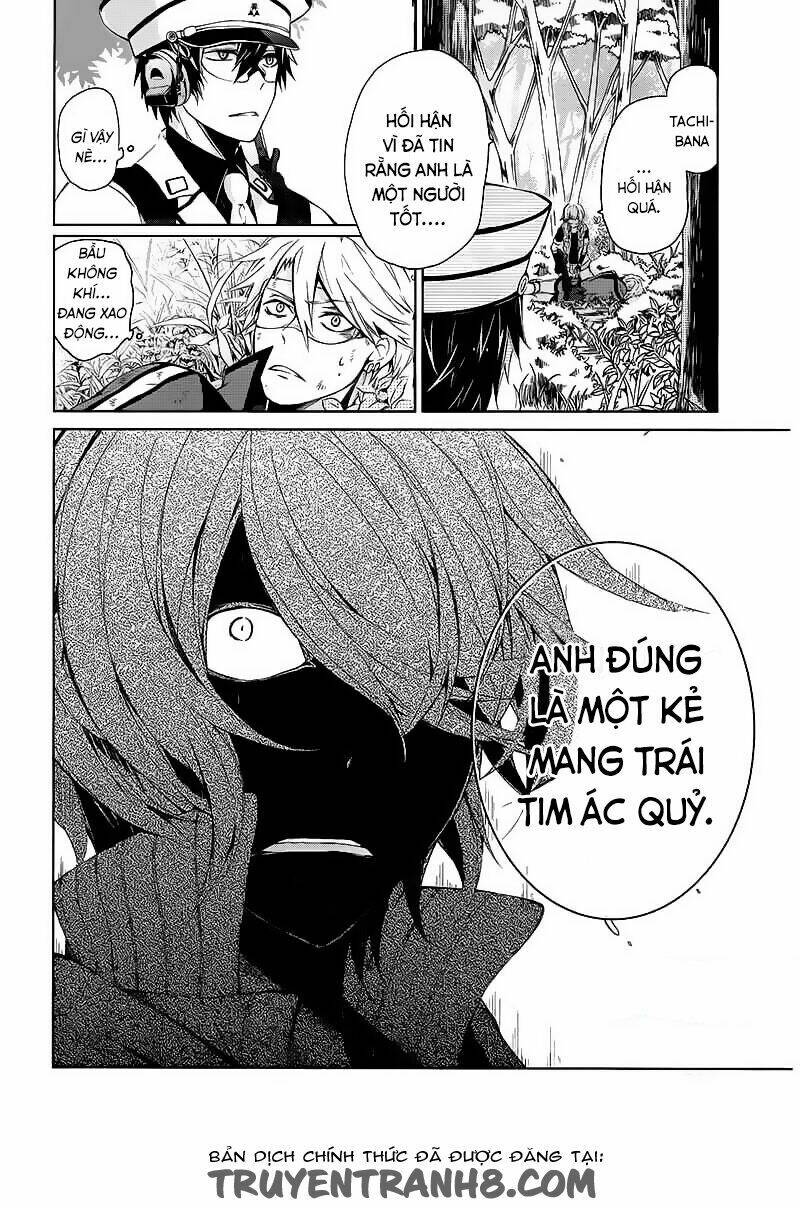 TACHI-
BANA
...
HỐI HẬN
QUÁ.
HỐI HẬN
VÌ ĐÃ TIN
RẰNG ANH LÀ
MỘT NGƯỜI
TỐT....
GÌ VẬY
NÈ...
BẦU
KHÔNG
KHÍ...
ĐANG XAO
ĐỘNG...
ANH ĐÚNG
LÀ MỘT KẺ
MANG TRÁI
TIM ÁC QUỶ.
BẢN DỊCH CHÍNH THỨC ĐÃ ĐƯỢC ĐĂNG TẠI:
TRUYENTRANH8.COM